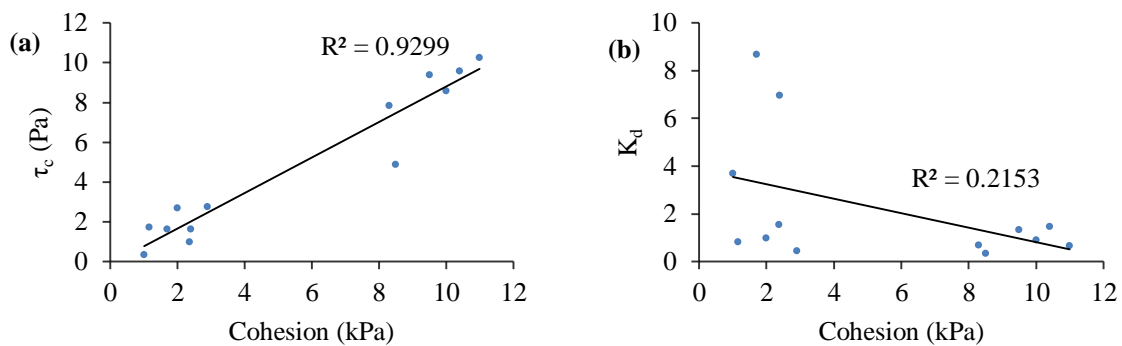 (a)
12
10
8
6
4
2
0
τc (Pa)
R² = 0.9299
0 2 4 6 8 10 12
Cohesion (kPa)
(b)
10
8
6
4
2
0
Kd
R² = 0.2153
0 2 4 6 8 10 12
Cohesion (kPa)